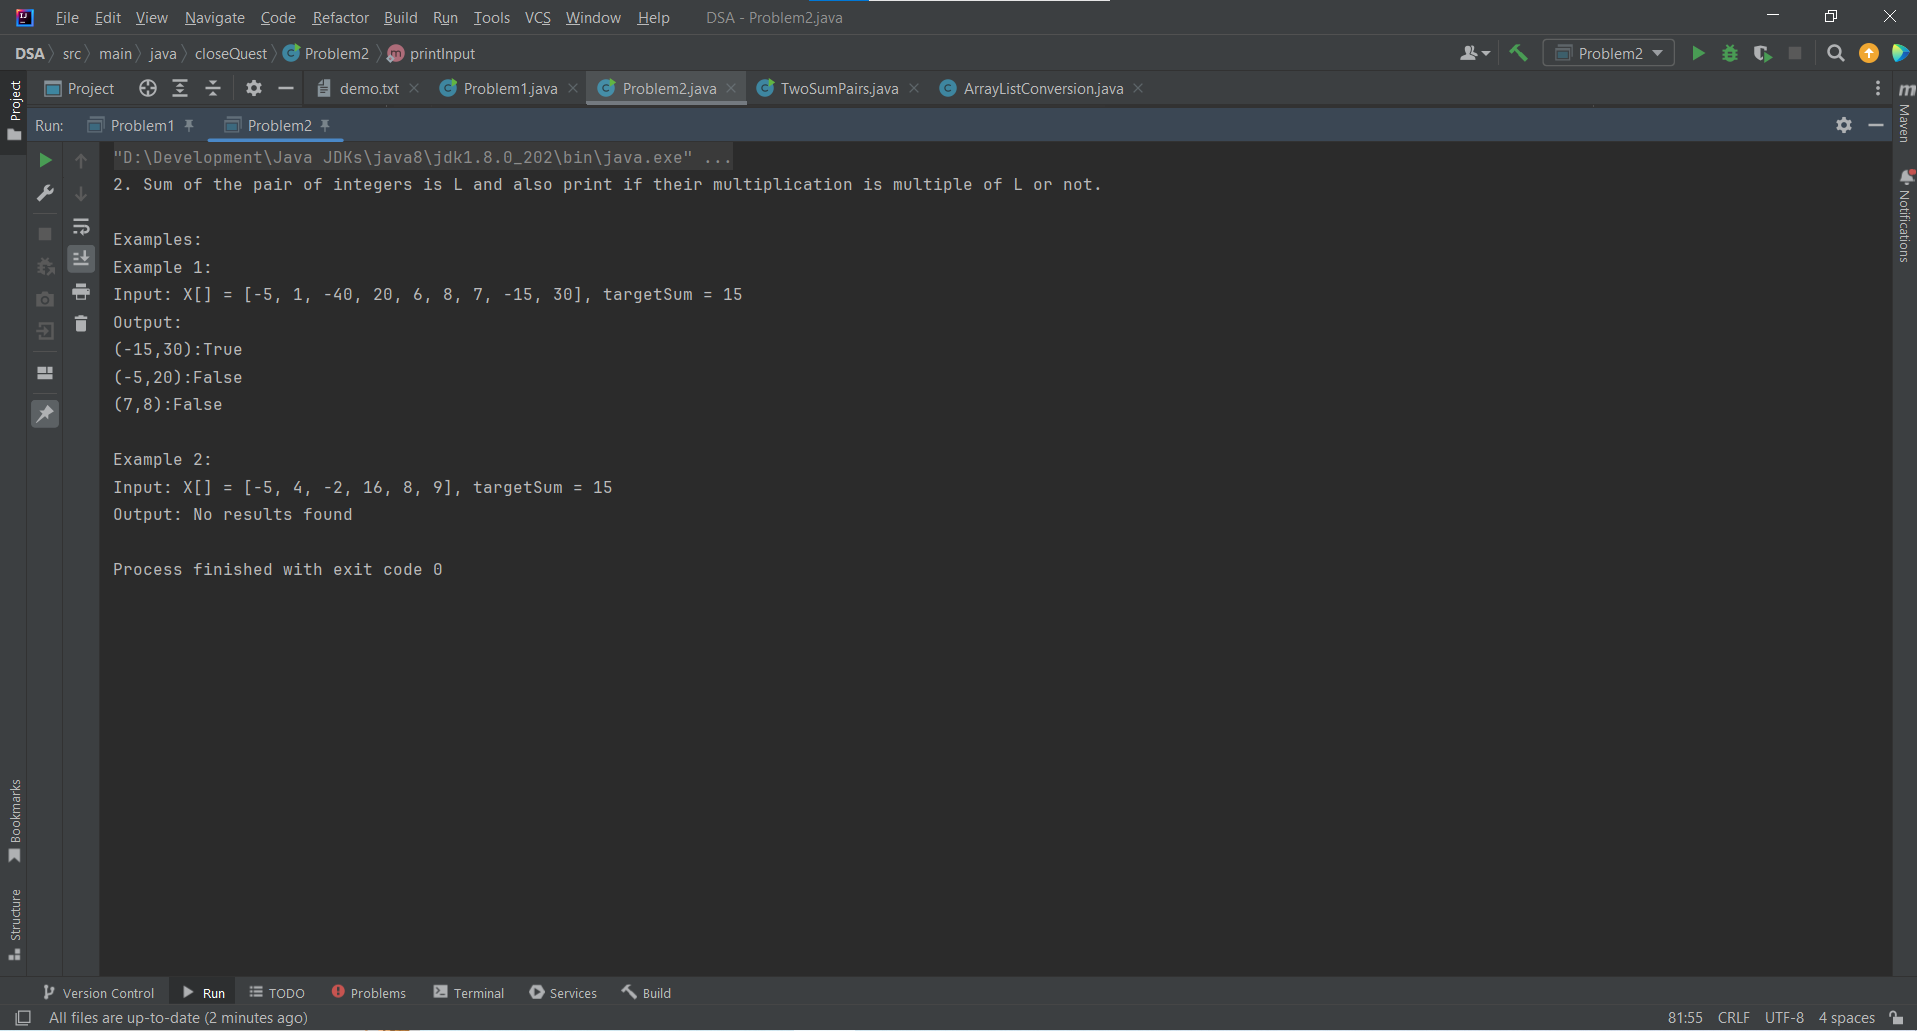 File Edit View Navigate Code Refactor Build Run Tools VCS Window Help DSA - Problem2.java
DSA src main java closeQuest Problem2 printInput Problem2
Project Project demo.txt Problem1.java Problem2.java TwoSumPairs.java ArrayListConversion.java Maven
Run: Problem1 Problem2
"D:\Development\Java JDKs\java8\jdk1.8.0_202\bin\java.exe" ...
2. Sum of the pair of integers is L and also print if their multiplication is multiple of L or not.
Notifications
Examples:
Example 1:
Input: X[] = [-5, 1, -40, 20, 6, 8, 7, -15, 30], targetSum = 15
Output:
(-15,30):True
(-5,20):False
(7,8):False
Example 2:
Input: X[] = [-5, 4, -2, 16, 8, 9], targetSum = 15
Output: No results found
Process finished with exit code 0
Bookmarks
Structure
Version Control Run TODO Problems Terminal Services Build
All files are up-to-date (2 minutes ago) 81:55 CRLF UTF-8 4 spaces